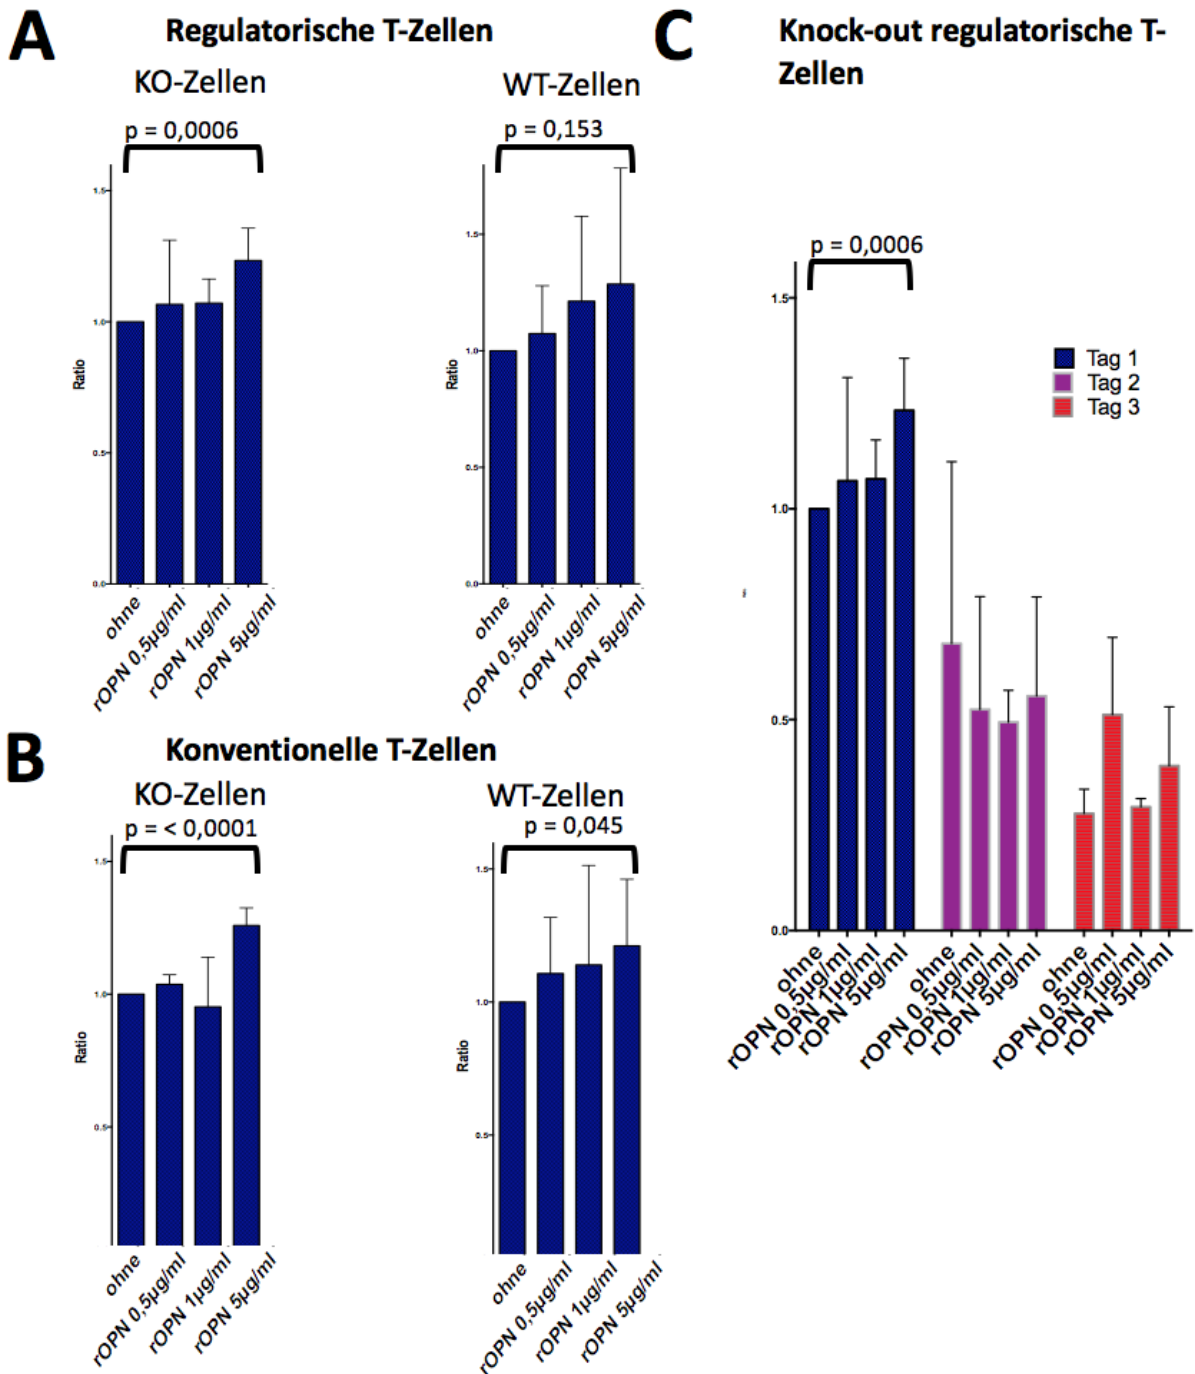 A
Regulatorische T-Zellen
KO-Zellen
p = 0,0006
1.5
1.0
0.5
0.0
Ratio
ohne
rOPN 0,5µg/ml
rOPN 1µg/ml
rOPN 5µg/ml
WT-Zellen
p = 0,153
1.5
1.0
0.5
0.0
Ratio
ohne
rOPN 0,5µg/ml
rOPN 1µg/ml
rOPN 5µg/ml
B
Konventionelle T-Zellen
KO-Zellen
p = < 0,0001
1.5
1.0
0.5
Ratio
ohne
rOPN 0,5µg/ml
rOPN 1µg/ml
rOPN 5µg/ml
WT-Zellen
p = 0,045
1.5
1.0
0.5
Ratio
ohne
rOPN 0,5µg/ml
rOPN 1µg/ml
rOPN 5µg/ml
C
Knock-out regulatorische T-
Zellen
p = 0,0006
1.5
1.0
0.5
0.0
Tag 1
Tag 2
Tag 3
ohne
rOPN 0,5µg/ml
rOPN 1µg/ml
rOPN 5µg/ml
ohne
rOPN 0,5µg/ml
rOPN 1µg/ml
rOPN 5µg/ml
ohne
rOPN 0,5µg/ml
rOPN 1µg/ml
rOPN 5µg/ml